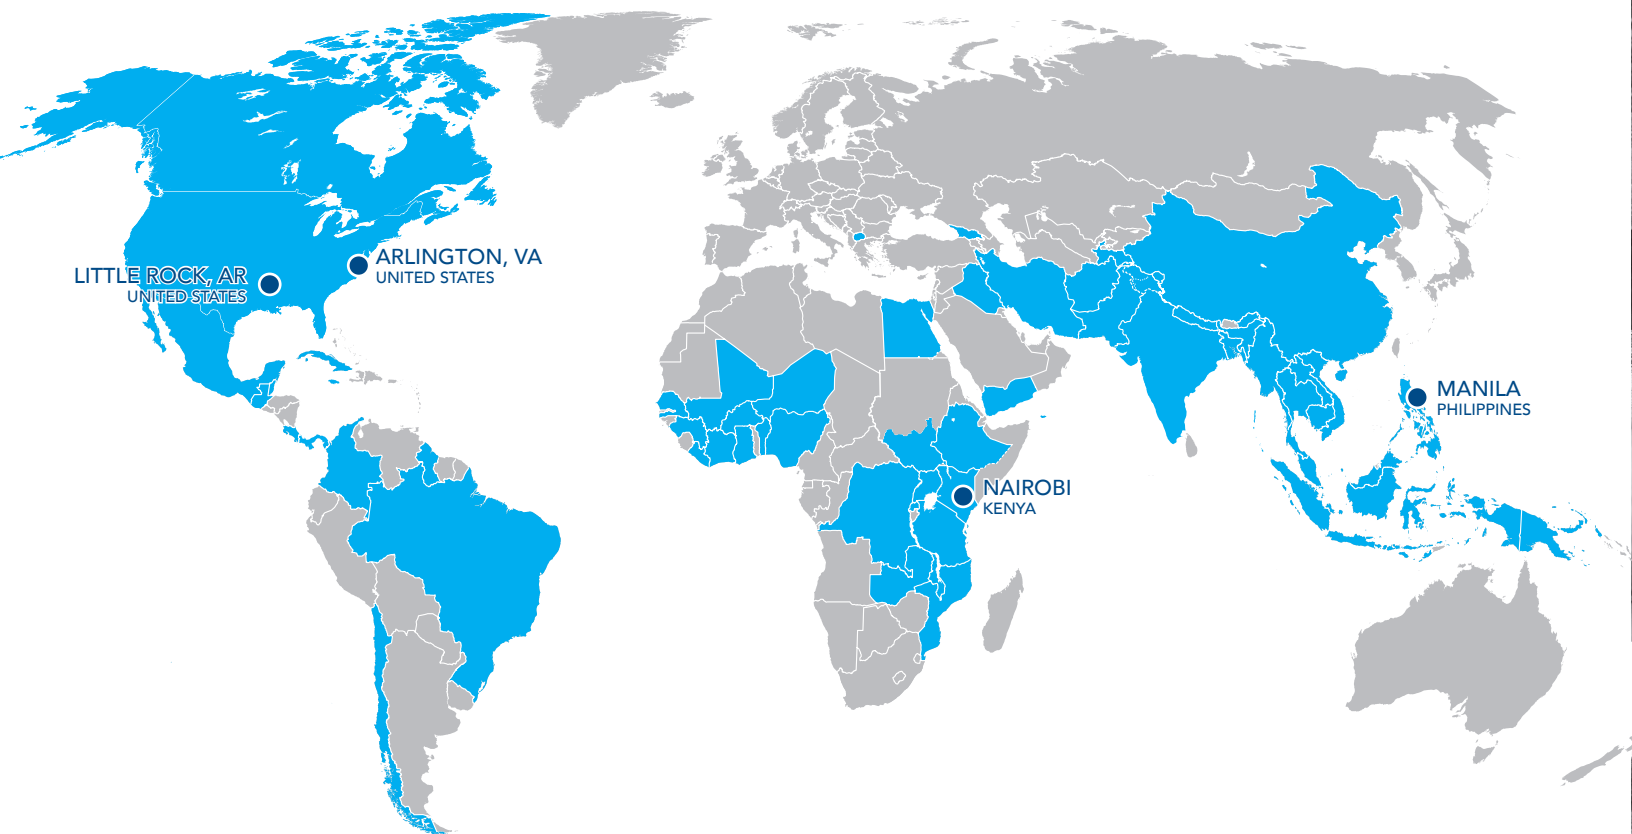 ARLINGTON, VA
UNITED STATES
LITTLE ROCK, AR
UNITED STATES
MANILA
PHILIPPINES
NAIROBI
KENYA